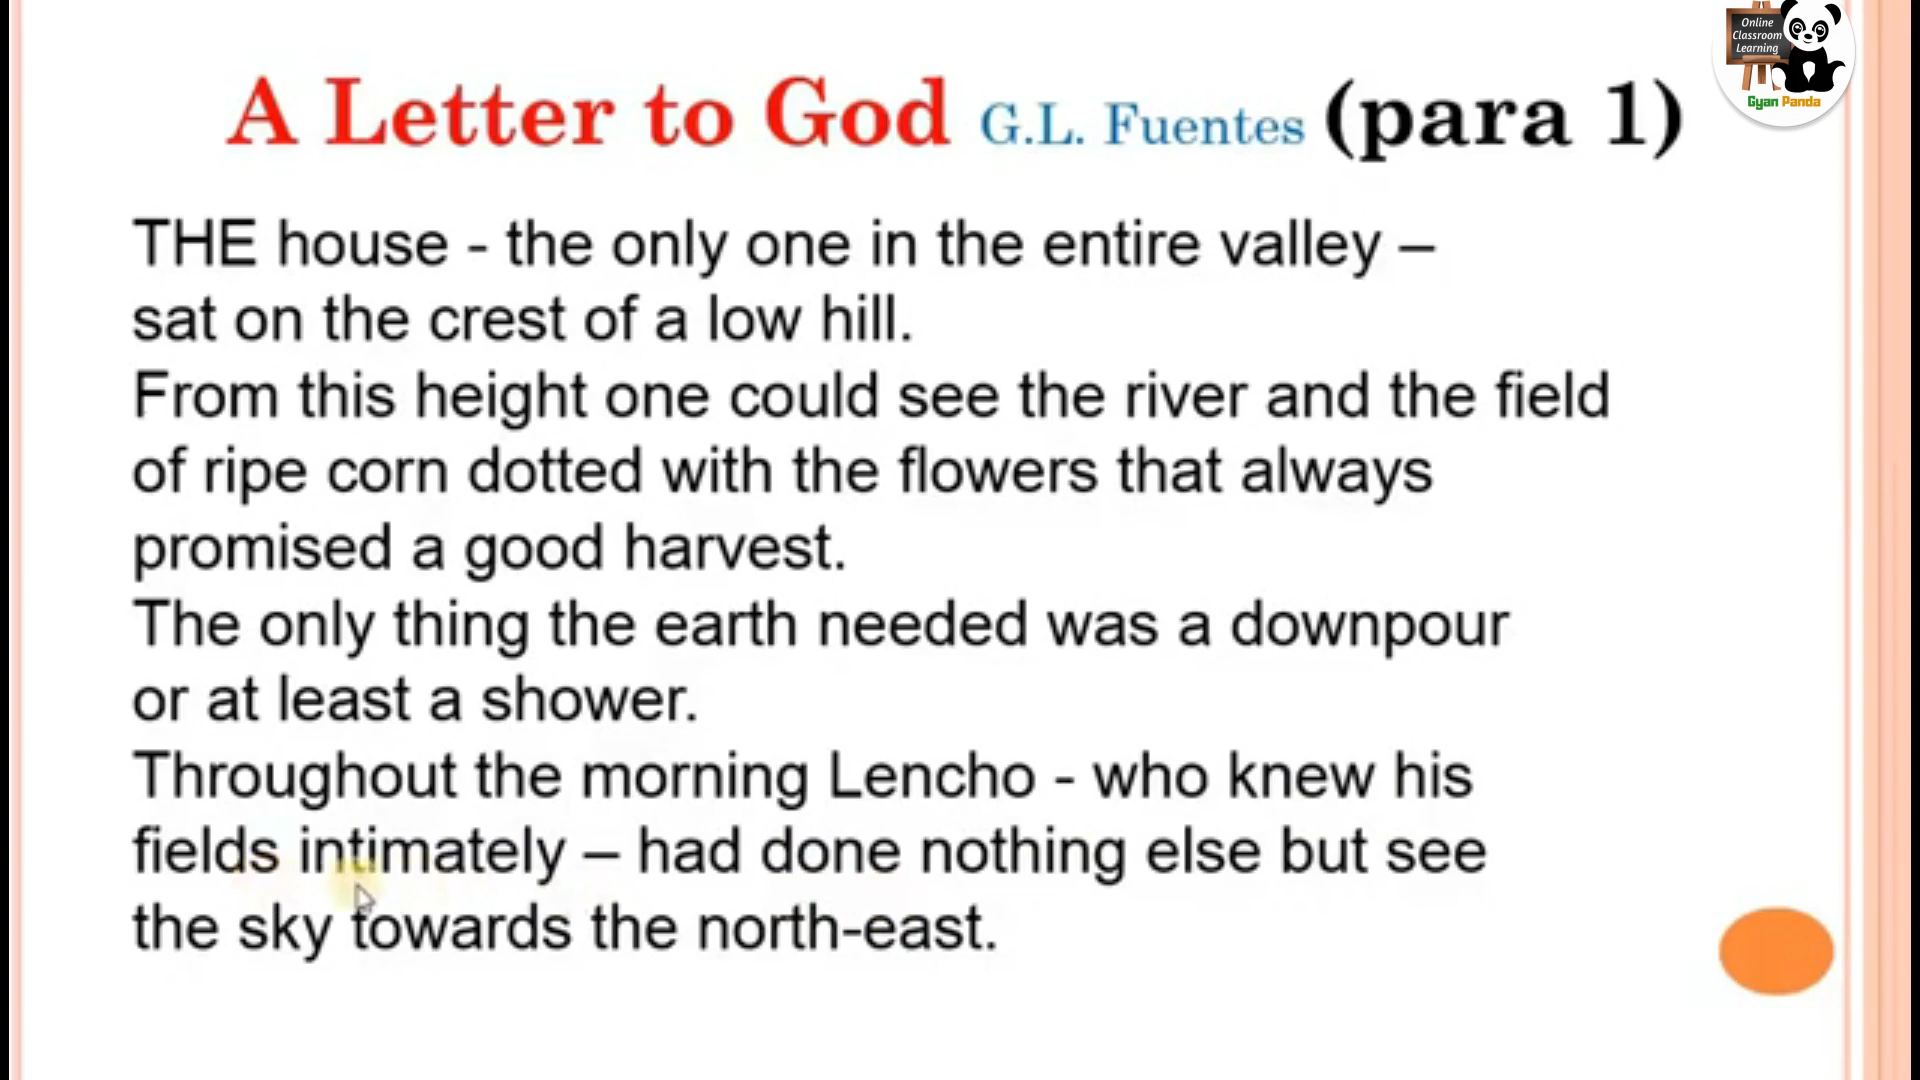 Online
Classroom
Learning
Gyan Panda
A Letter to God G.L. Fuentes (para 1)
THE house - the only one in the entire valley –
sat on the crest of a low hill.
From this height one could see the river and the field
of ripe corn dotted with the flowers that always
promised a good harvest.
The only thing the earth needed was a downpour
or at least a shower.
Throughout the morning Lencho - who knew his
fields intimately – had done nothing else but see
the sky towards the north-east.